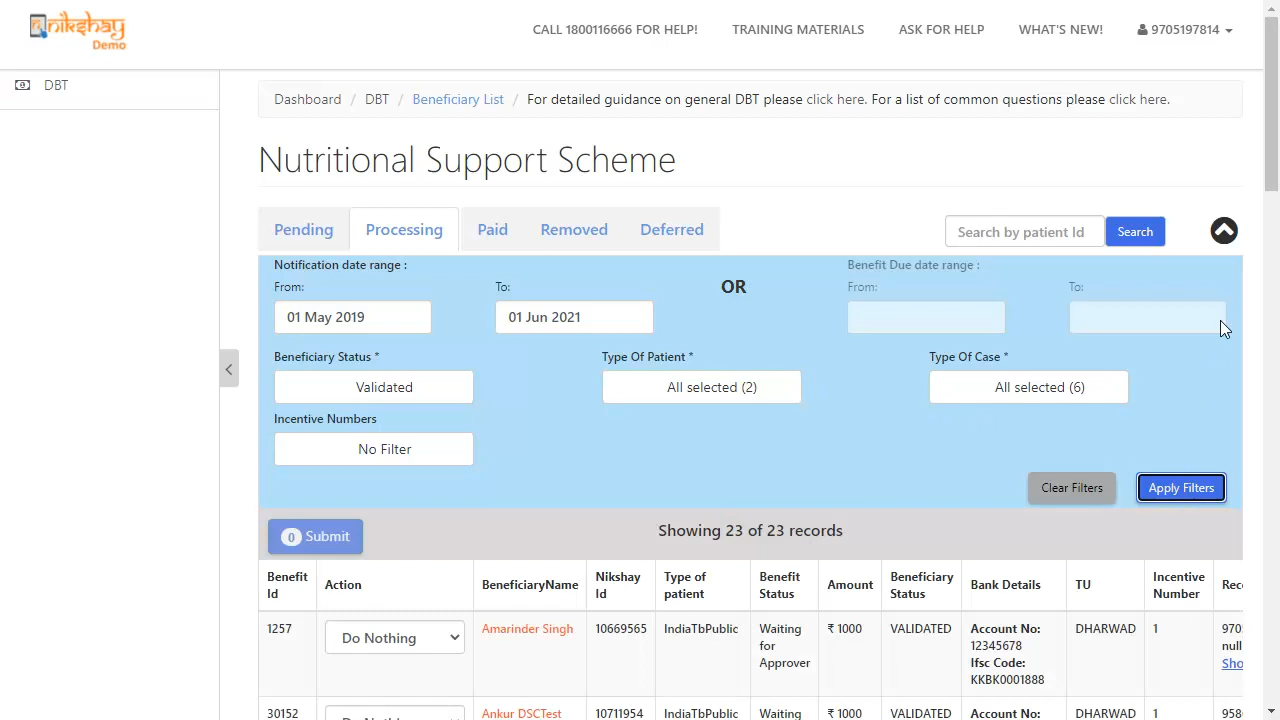 nikshay
Demo
CALL 1800116666 FOR HELP!
TRAINING MATERIALS
ASK FOR HELP
WHAT'S NEW!
9705197814
DBT
Dashboard / DBT / Beneficiary List / For detailed guidance on general DBT please click here. For a list of common questions please click here.
Nutritional Support Scheme
Pending
Processing
Paid
Removed
Deferred
Search by patient Id
Search
Notification date range :
From:
To:
01 May 2019
01 Jun 2021
OR
Benefit Due date range :
From:
To:
Beneficiary Status *
Type Of Patient *
Type Of Case *
Validated
All selected (2)
All selected (6)
Incentive Numbers
No Filter
Clear Filters
Apply Filters
0 Submit
Showing 23 of 23 records
Benefit Id
Action
BeneficiaryName
Nikshay Id
Type of patient
Benefit Status
Amount
Beneficiary Status
Bank Details
TU
Incentive Number
Rec
1257
Do Nothing
Amarinder Singh
10669565
IndiaTbPublic
Waiting for Approver
₹ 1000
VALIDATED
Account No:
12345678
Ifsc Code:
KKBK0001888
DHARWAD
1
970
null
Sho
30152
Do Nothing
Ankur DSCTest
10711954
IndiaTbPublic
Waiting
₹ 1000
VALIDATED
Account No:
DHARWAD
1
958